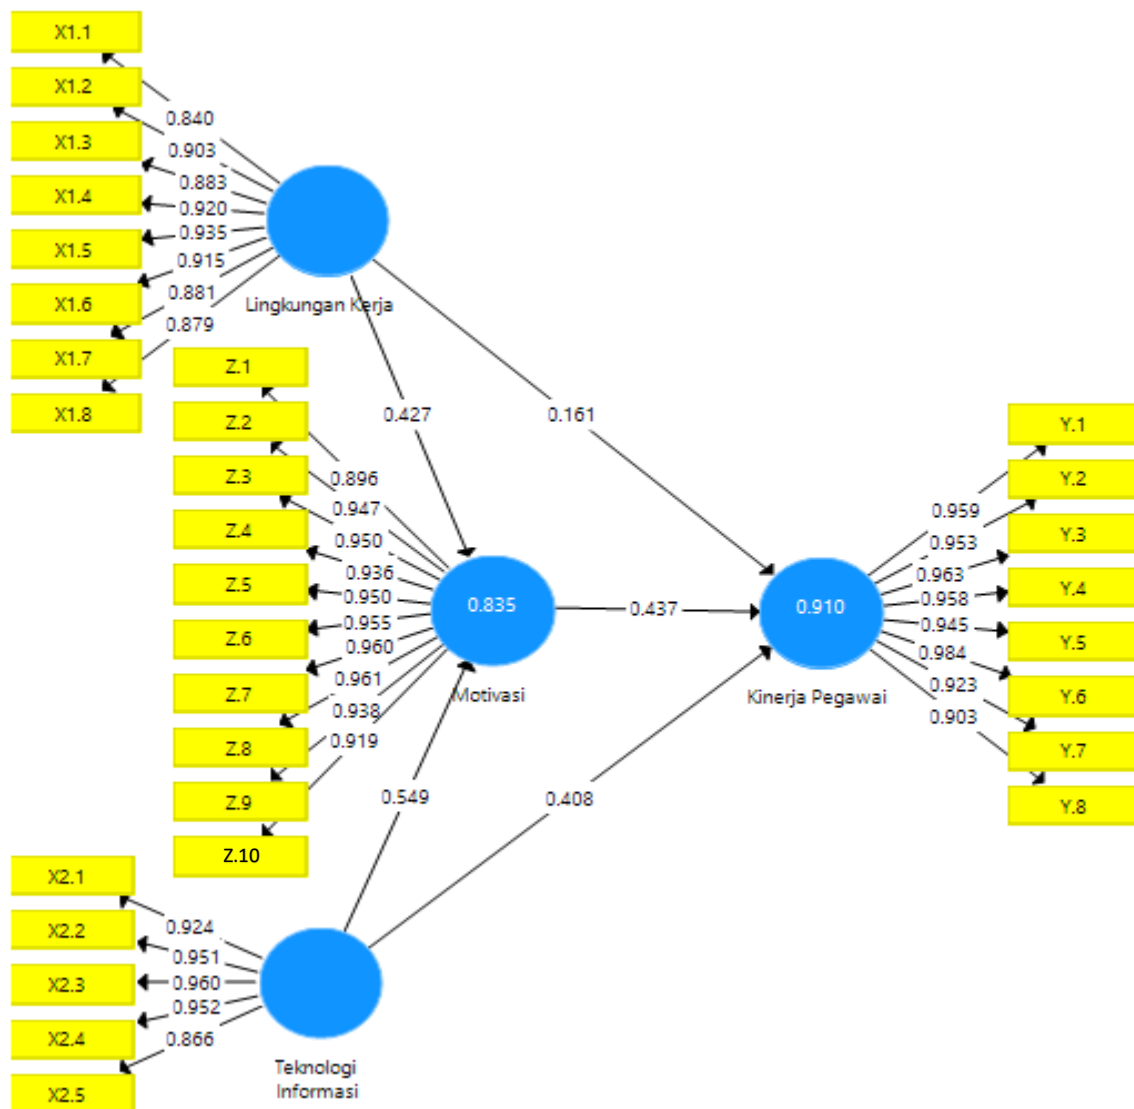 X1.1
X1.2
X1.3
X1.4
X1.5
X1.6
X1.7
X1.8
0.840
0.903
0.883
0.920
0.935
0.915
0.881
0.879
Lingkungan Kerja
0.427
0.161
Z.1
Z.2
Z.3
Z.4
Z.5
Z.6
Z.7
Z.8
Z.9
Z.10
0.896
0.947
0.950
0.936
0.950
0.955
0.960
0.961
0.938
0.919
0.835
Motivasi
0.437
0.910
Kinerja Pegawai
0.959
0.953
0.963
0.958
0.945
0.984
0.923
0.903
Y.1
Y.2
Y.3
Y.4
Y.5
Y.6
Y.7
Y.8
0.549
0.408
X2.1
X2.2
X2.3
X2.4
X2.5
0.924
0.951
0.960
0.952
0.866
Teknologi
Informasi